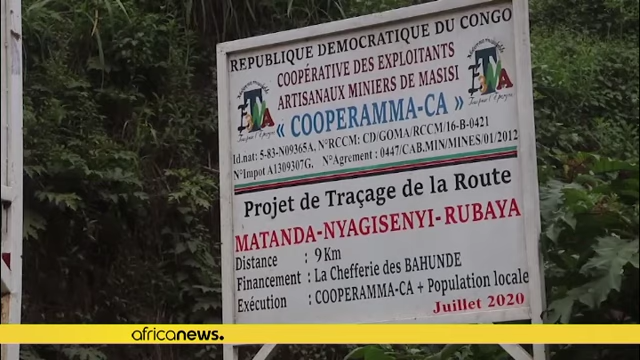 REPUBLIQUE DEMOCRATIQUE DU CONGO
COOPÉRATIVE DES EXPLOITANTS
ARTISANAUX MINIERS DE MASISI
« COOPERAMMA-CA »
Id.nat: 5-83-N09365A. N°RCCM: CD/GOMA/RCCM/16-B-0421
N°Impot A1309307G. N°Agrement : 0447/CAB.MIN/MINES/01/2012
Projet de Traçage de la Route
MATANDA-NYAGISENYI-RUBAYA
Distance : 9 Km
Financement : La Chefferie des BAHUNDE
Exécution : COOPERAMMA-CA + Population locale
Juillet 2020
africanews.